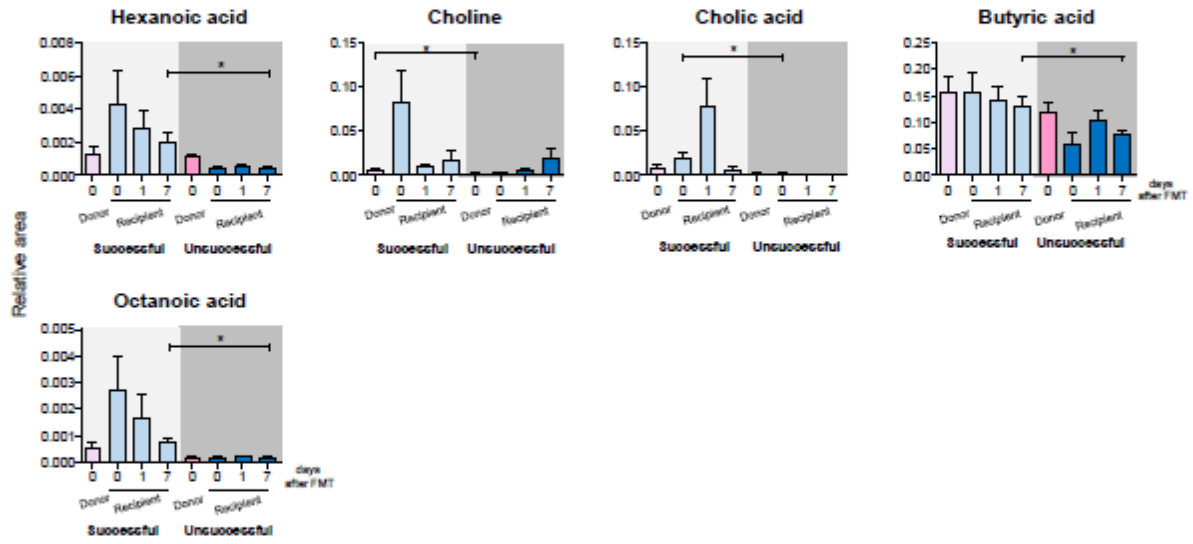 Hexanoic acid
0.008
0.006
0.004
0.002
0.000
*
0 0 1 7 0 0 1 7
Donor Recipient Donor Recipient
Successful Unsuccessful
Choline
0.15
0.10
0.05
0.00
*
0 0 1 7 0 0 1 7
Donor Recipient Donor Recipient
Successful Unsuccessful
Cholic acid
0.15
0.10
0.05
0.00
*
0 0 1 7 0 0 1 7
Donor Recipient Donor Recipient
Successful Unsuccessful
Butyric acid
0.25
0.20
0.15
0.10
0.05
0.00
*
0 0 1 7 0 0 1 7
days
after FMT
Donor Recipient Donor Recipient
Successful Unsuccessful
Relative area
Octanoic acid
0.005
0.004
0.003
0.002
0.001
0.000
*
0 0 1 7 0 0 1 7
days
after FMT
Donor Recipient Donor Recipient
Successful Unsuccessful